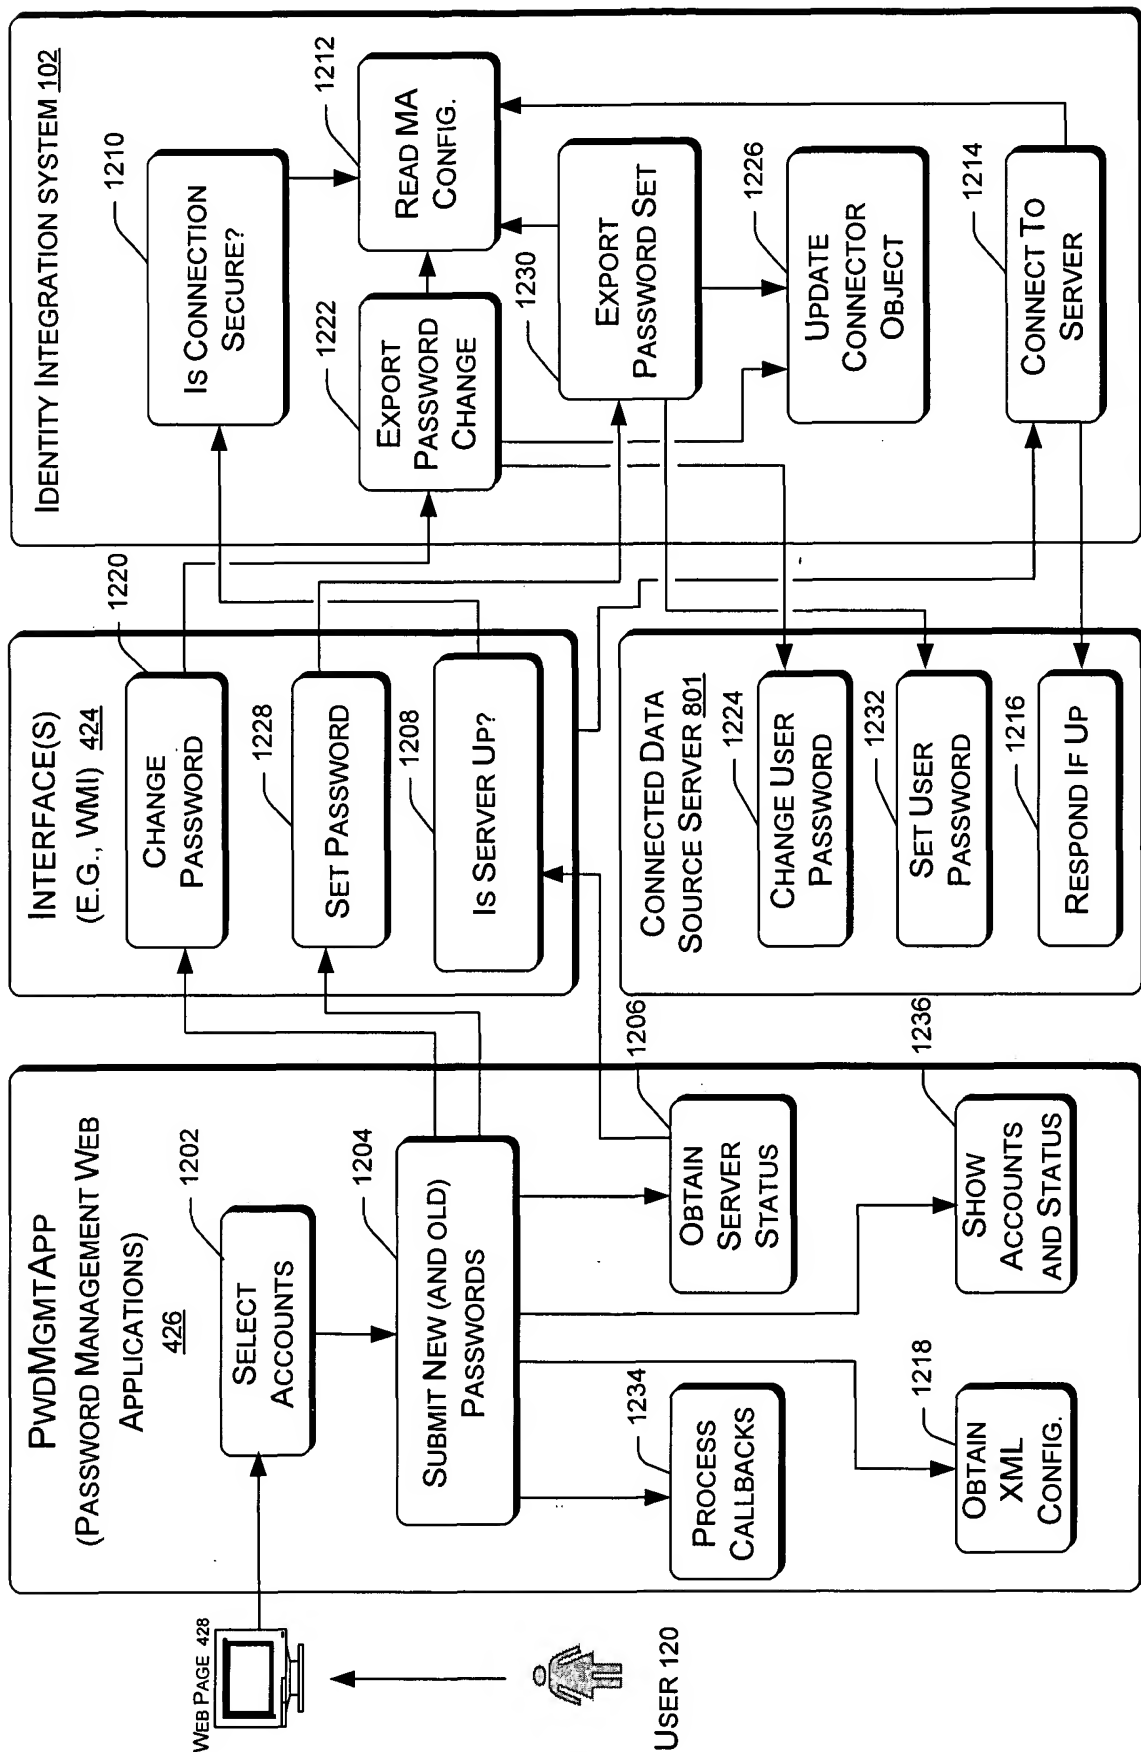 WEB PAGE 428
USER 120
PWDMGMTAPP
(PASSWORD MANAGEMENT WEB
APPLICATIONS)
426
1202
SELECT
ACCOUNTS
1204
SUBMIT NEW (AND OLD)
PASSWORDS
1234
PROCESS
CALLBACKS
1206
OBTAIN
SERVER
STATUS
1218
OBTAIN
XML
CONFIG.
1236
SHOW
ACCOUNTS
AND STATUS
INTERFACE(S)
(E.G., WMI) 424
1220
CHANGE
PASSWORD
1228
SET PASSWORD
1208
IS SERVER UP?
CONNECTED DATA
SOURCE SERVER 801
1224
CHANGE USER
PASSWORD
1232
SET USER
PASSWORD
1216
RESPOND IF UP
IDENTITY INTEGRATION SYSTEM 102
1210
IS CONNECTION
SECURE?
1222
EXPORT
PASSWORD
CHANGE
1212
READ MA
CONFIG.
1230
EXPORT
PASSWORD SET
1226
UPDATE
CONNECTOR
OBJECT
1214
CONNECT TO
SERVER